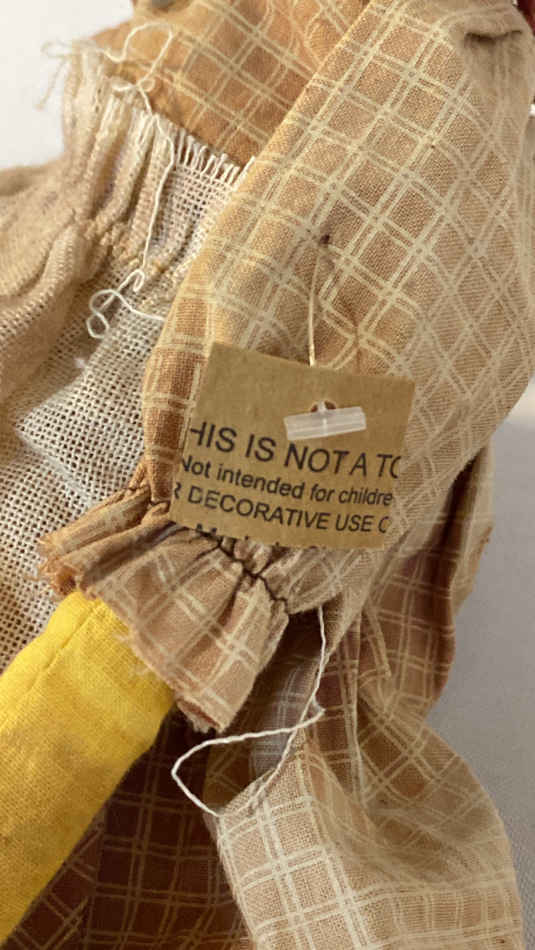 HIS IS NOT A TO
Not intended for childre
R DECORATIVE USE O